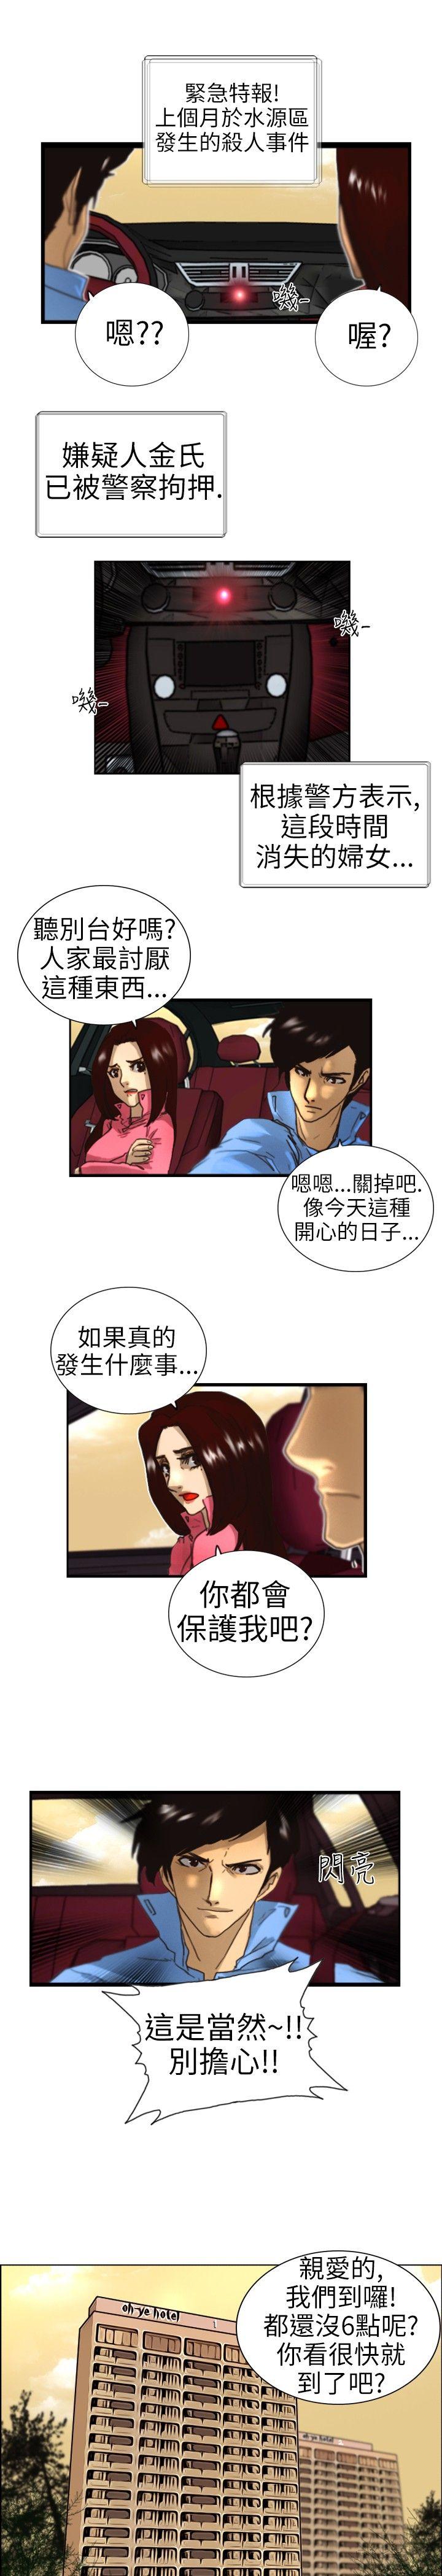 緊急特報!
上個月於水源區
發生的殺人事件
嘰-
嗯??
喔?
嫌疑人金氏
已被警察拘押.
嘰-
嘰-
根據警方表示,
這段時間
消失的婦女...
聽別台好嗎?
人家最討厭
這種東西...
嗯嗯...關掉吧.
像今天這種
開心的日子...
如果真的
發生什麼事...
你都會
保護我吧?
閃亮
這是當然~!!
別擔心!!
親愛的,
我們到囉!
都還沒6點呢?
你看很快就
到了吧?
oh-ye hotel
oh-ye hotel